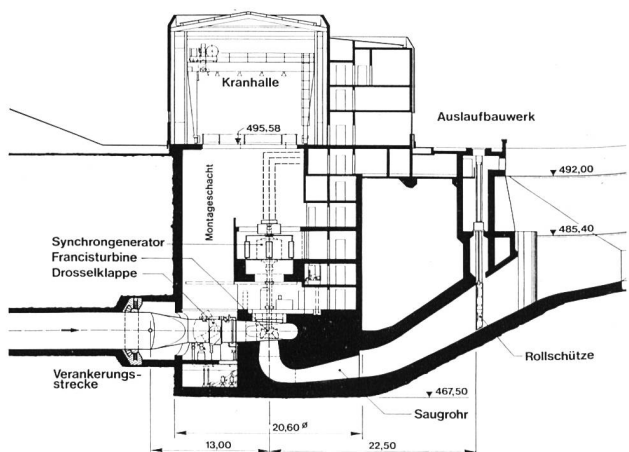 Kranhalle
495,58
Auslaufbauwerk
492,00
485,40
Montageschacht
Synchrongenerator
Francisturbine
Drosselklappe
Verankerungs-
strecke
Rollschütze
467,50
Saugrohr
20,60 ø
13,00
22,50